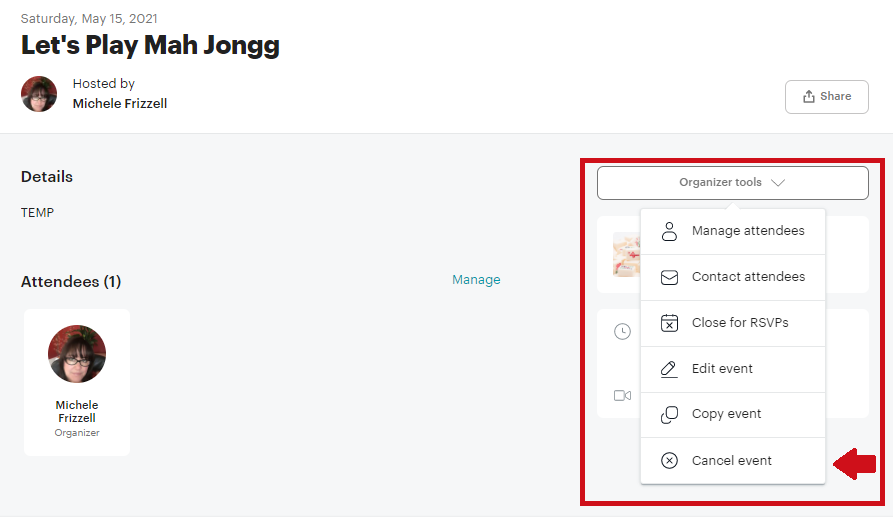 Saturday, May 15, 2021
Let's Play Mah Jongg
Hosted by
Michele Frizzell
Share
Details
TEMP
Attendees (1)
Manage
Michele
Frizzell
Organizer
Organizer tools
Manage attendees
Contact attendees
Close for RSVPs
Edit event
Copy event
Cancel event